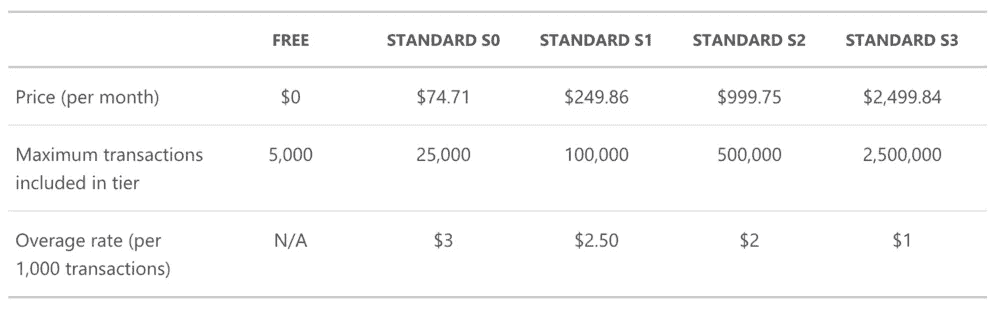 FREE STANDARD S0 STANDARD S1 STANDARD S2 STANDARD S3
Price (per month) $0 $74.71 $249.86 $999.75 $2,499.84
Maximum transactions 5,000 25,000 100,000 500,000 2,500,000
included in tier
Overage rate (per N/A $3 $2.50 $2 $1
1,000 transactions)